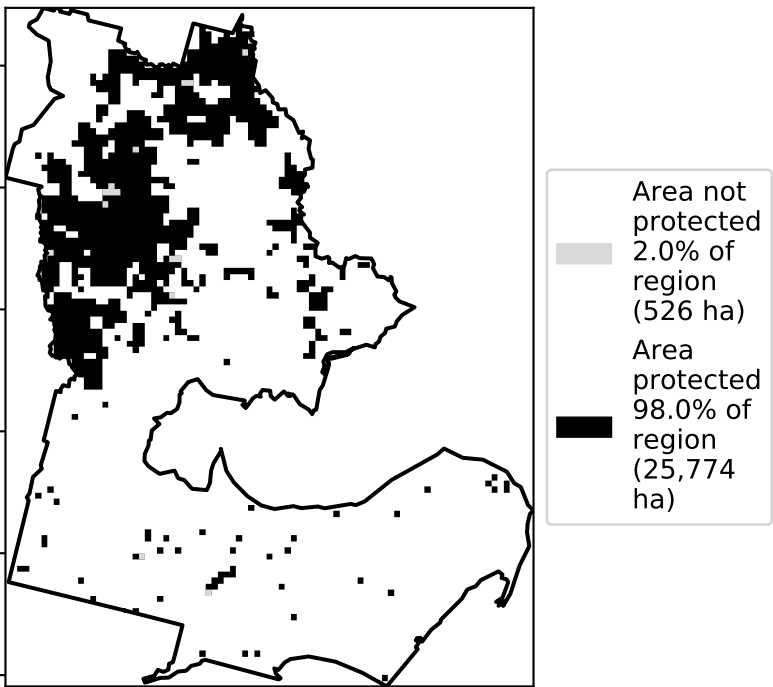 Area not
protected
2.0% of
region
(526 ha)
Area
protected
98.0% of
region
(25,774
ha)